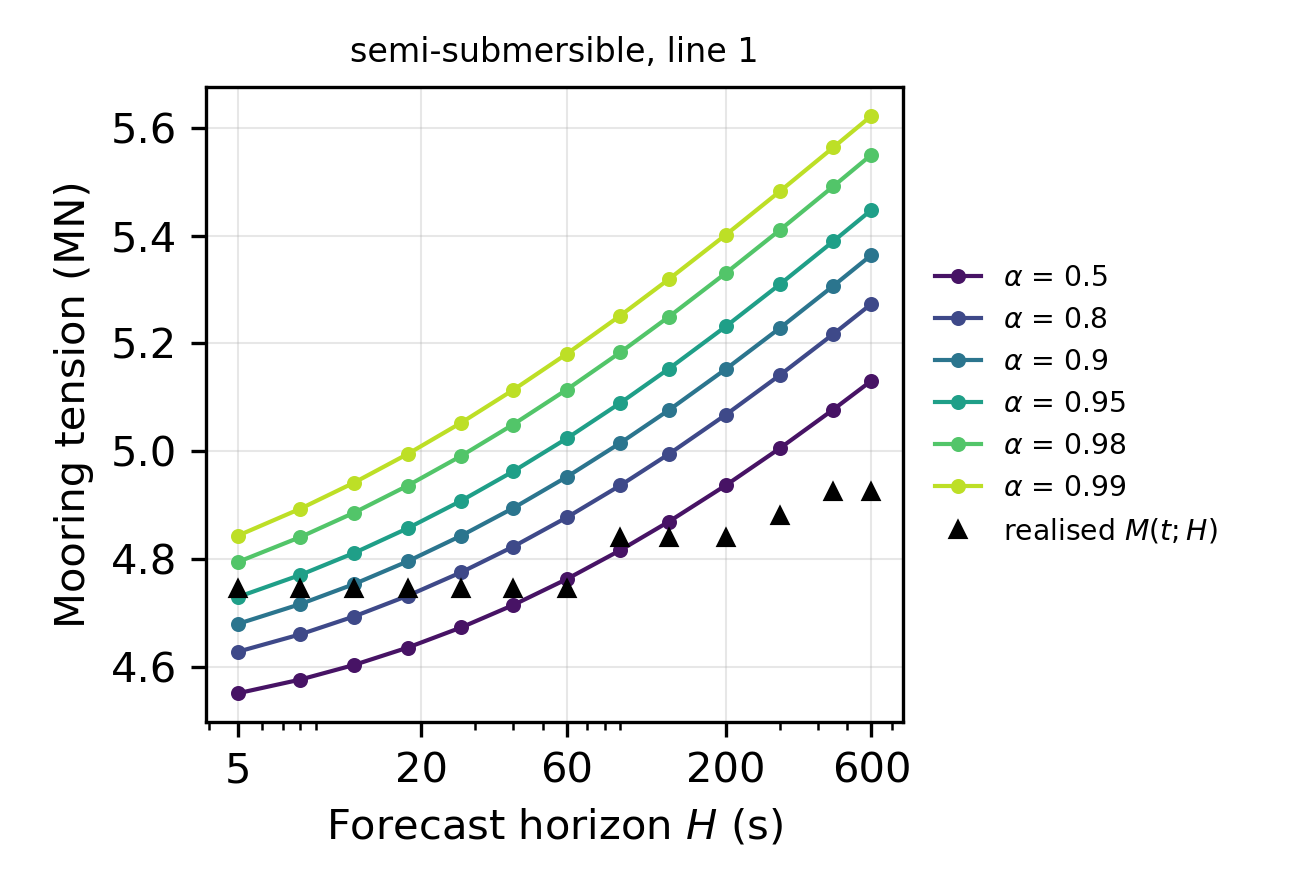 semi-submersible, line 1
Mooring tension (MN)
5.6
5.4
5.2
5.0
4.8
4.6
5 20 60 200 600
Forecast horizon H (s)
α = 0.5
α = 0.8
α = 0.9
α = 0.95
α = 0.98
α = 0.99
realised M(t; H)